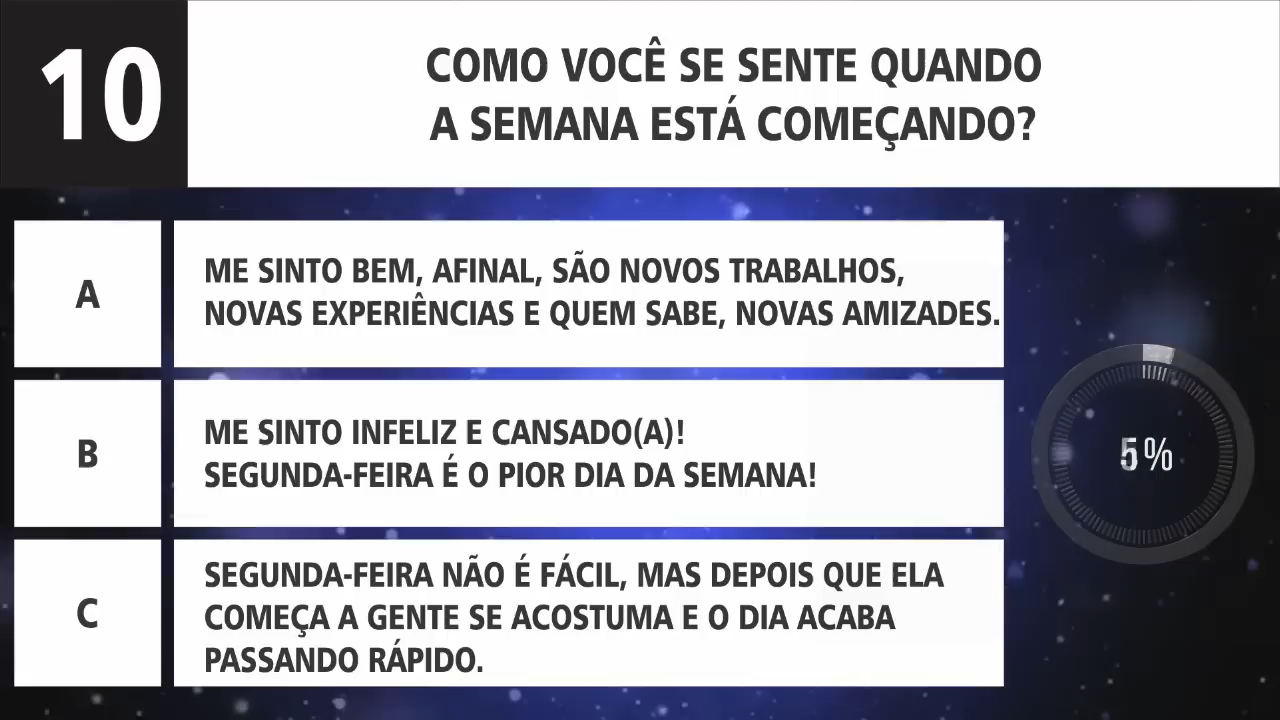 10
COMO VOCÊ SE SENTE QUANDO
A SEMANA ESTÁ COMEÇANDO?
A
ME SINTO BEM, AFINAL, SÃO NOVOS TRABALHOS,
NOVAS EXPERIÊNCIAS E QUEM SABE, NOVAS AMIZADES.
B
ME SINTO INFELIZ E CANSADO(A)!
SEGUNDA-FEIRA É O PIOR DIA DA SEMANA!
5%
C
SEGUNDA-FEIRA NÃO É FÁCIL, MAS DEPOIS QUE ELA
COMEÇA A GENTE SE ACOSTUMA E O DIA ACABA
PASSANDO RÁPIDO.